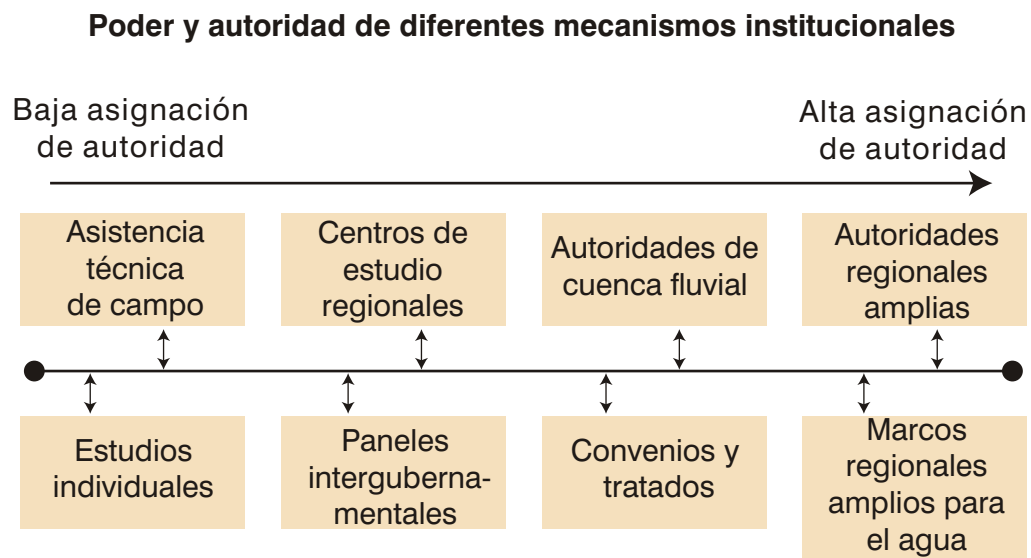 Poder y autoridad de diferentes mecanismos institucionales
Baja asignación
de autoridad
Alta asignación
de autoridad
Asistencia
técnica
de campo
Centros de
estudio
regionales
Autoridades de
cuenca fluvial
Autoridades
regionales
amplias
Estudios
individuales
Paneles
interguberna-
mentales
Convenios y
tratados
Marcos
regionales
amplios para
el agua